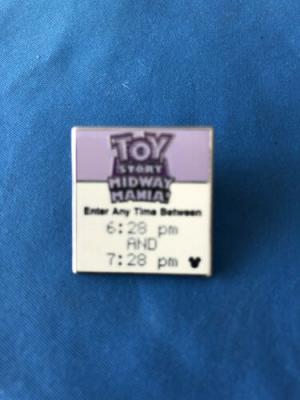 TOY
STORY
MIDWAY
MANIA!
Enter Any Time Between
6:28 pm
AND
7:28 pm